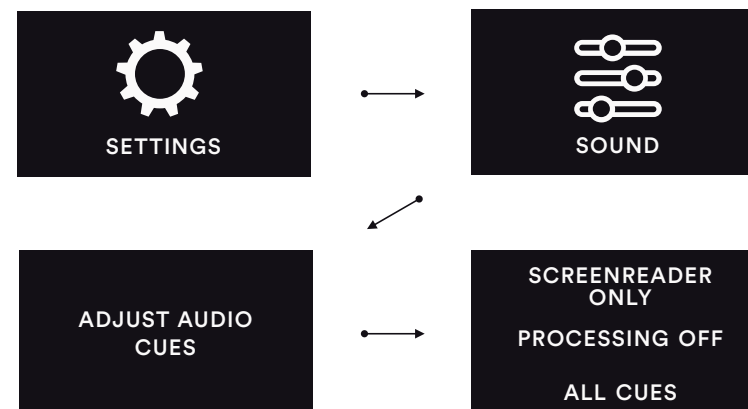 SETTINGS
SOUND
ADJUST AUDIO
CUES
SCREENREADER
ONLY
PROCESSING OFF
ALL CUES